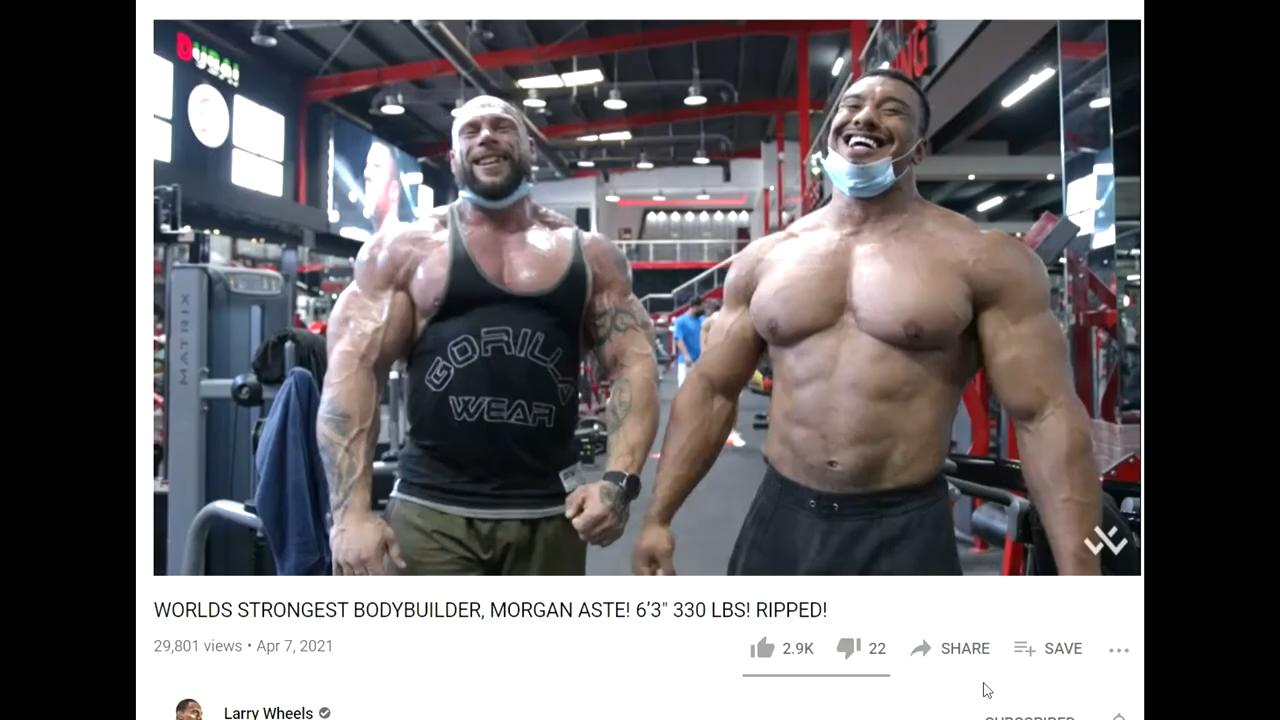 DUBAI
MATRIX
GORILLA
WEAR
WORLDS STRONGEST BODYBUILDER, MORGAN ASTE! 6'3" 330 LBS! RIPPED!
29,801 views • Apr 7, 2021
2.9K 22 SHARE SAVE
Larry Wheels
SUBSCRIBED